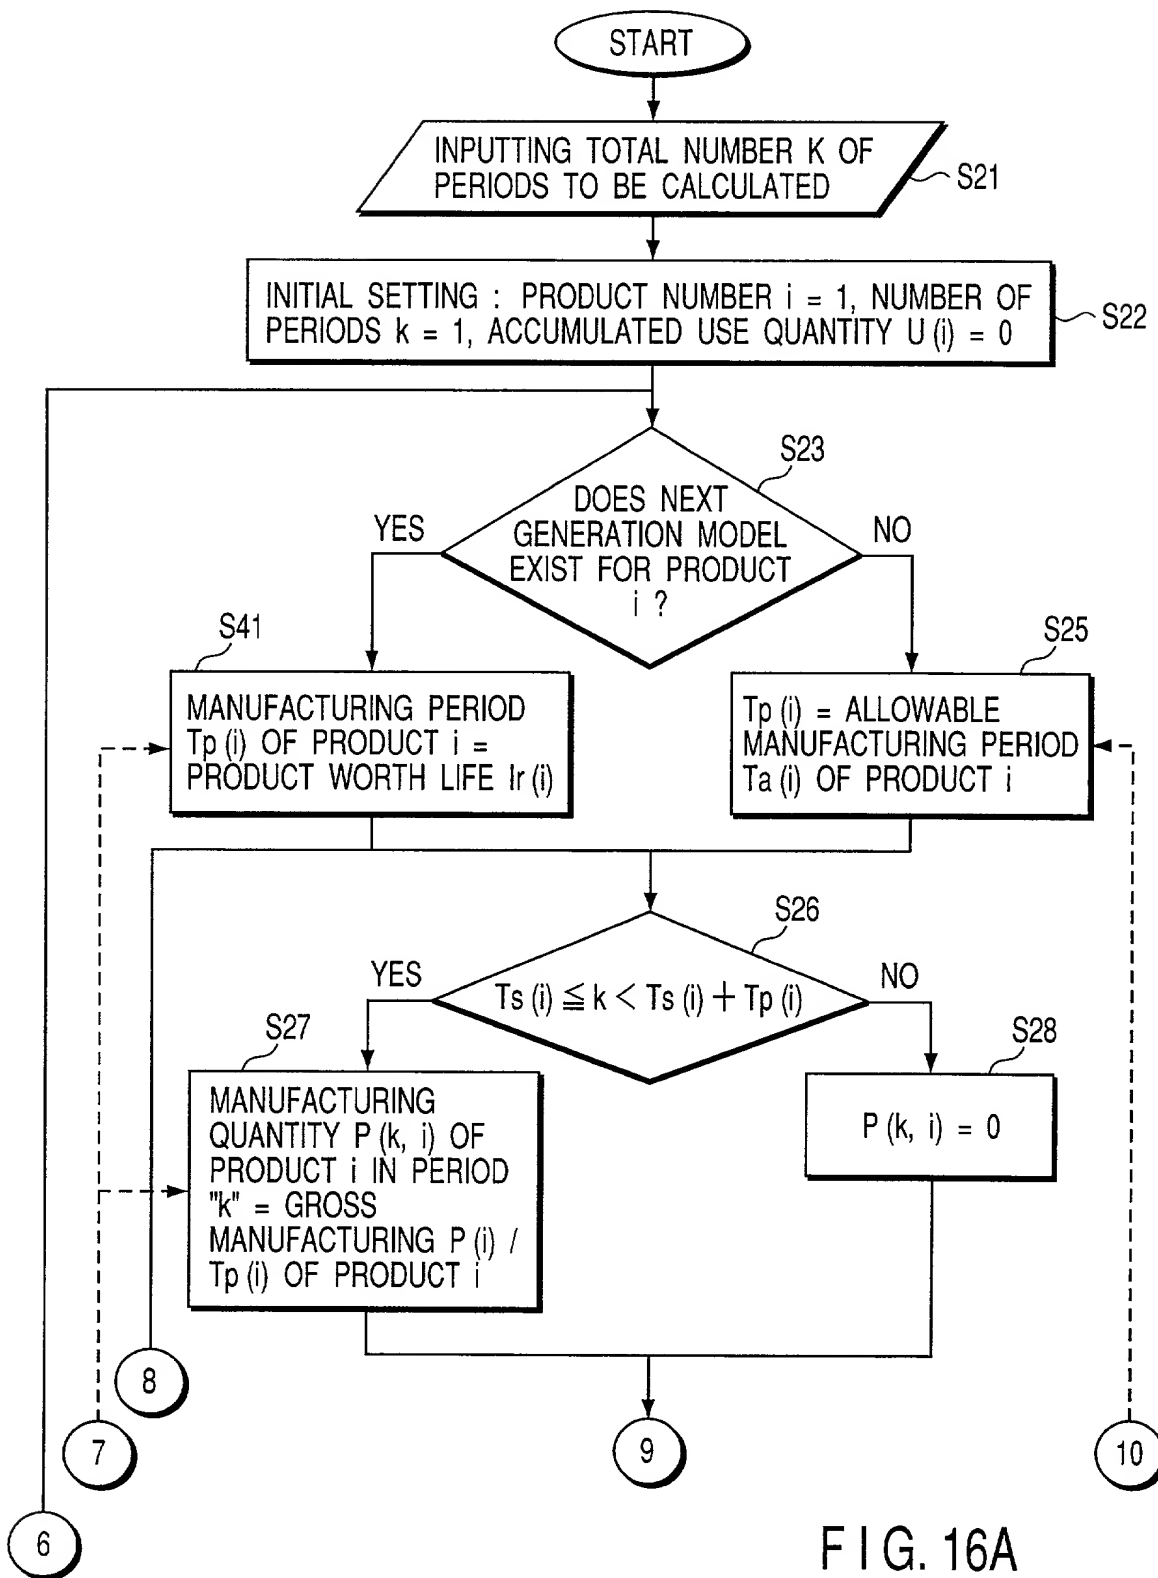 START
INPUTTING TOTAL NUMBER K OF
PERIODS TO BE CALCULATED
S21
INITIAL SETTING : PRODUCT NUMBER i = 1, NUMBER OF
PERIODS k = 1, ACCUMULATED USE QUANTITY U (i) = 0
S22
S23
DOES NEXT
GENERATION MODEL
EXIST FOR PRODUCT
i ?
YES
NO
S41
MANUFACTURING PERIOD
Tp (i) OF PRODUCT i =
PRODUCT WORTH LIFE lr (i)
S25
Tp (i) = ALLOWABLE
MANUFACTURING PERIOD
Ta (i) OF PRODUCT i
S26
Ts (i) ≦ k < Ts (i) + Tp (i)
YES
NO
S27
MANUFACTURING
QUANTITY P (k, i) OF
PRODUCT i IN PERIOD
"k" = GROSS
MANUFACTURING P (i) /
Tp (i) OF PRODUCT i
S28
P (k, i) = 0
8
7
9
10
6
FIG. 16A